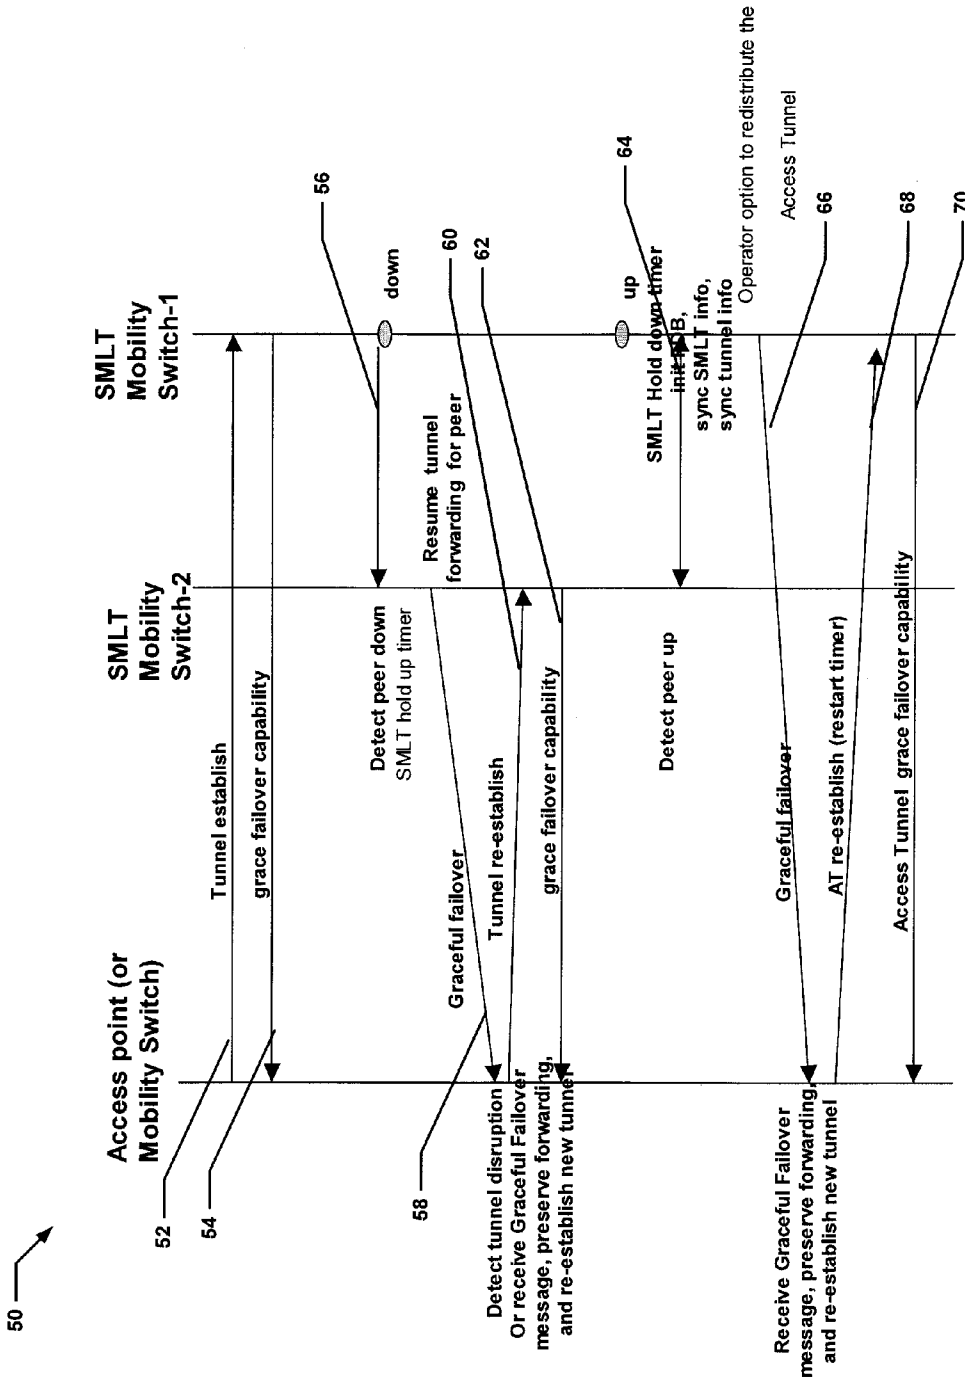 50
Access point (or
Mobility Switch)
SMLT
Mobility
Switch-2
SMLT
Mobility
Switch-1
52
Tunnel establish
54
grace failover capability
56
down
Detect peer down
SMLT hold up timer
Resume tunnel
forwarding for peer
58
Graceful failover
60
Tunnel re-establish
62
grace failover capability
Detect tunnel disruption
Or receive Graceful Failover
message, preserve forwarding,
and re-establish new tunnel
up
64
SMLT Hold down timer
init
DB,
sync SMLT info,
sync tunnel info
Detect peer up
Operator option to redistribute the
Access Tunnel
66
Graceful failover
68
AT re-establish (restart timer)
70
Access Tunnel grace failover capability
Receive Graceful Failover
message, preserve forwarding,
and re-establish new tunnel